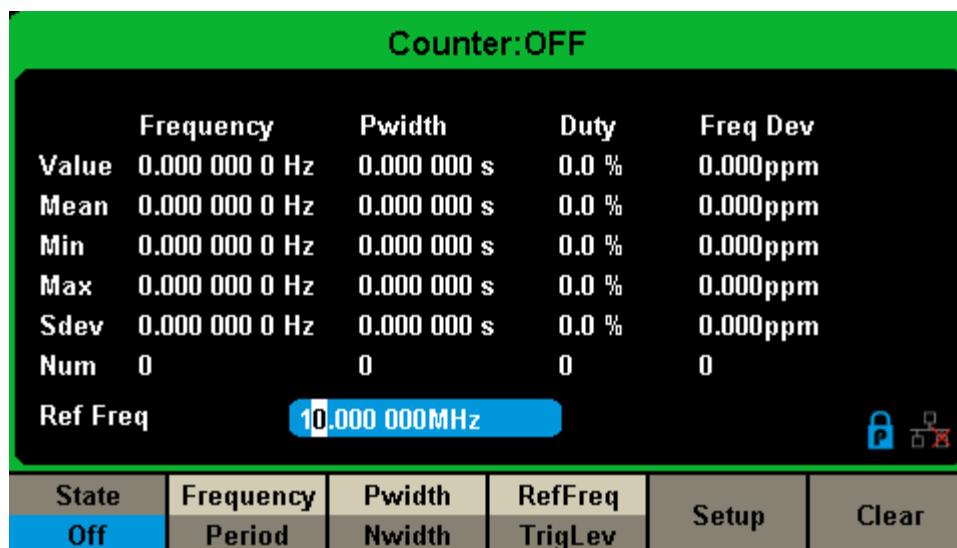 Counter:OFF
Frequency Pwidth Duty Freq Dev
Value 0.000 000 0 Hz 0.000 000 s 0.0 % 0.000ppm
Mean 0.000 000 0 Hz 0.000 000 s 0.0 % 0.000ppm
Min 0.000 000 0 Hz 0.000 000 s 0.0 % 0.000ppm
Max 0.000 000 0 Hz 0.000 000 s 0.0 % 0.000ppm
Sdev 0.000 000 0 Hz 0.000 000 s 0.0 % 0.000ppm
Num 0 0 0 0
Ref Freq 10.000 000MHz P
State Frequency Pwidth RefFreq Setup Clear
Off Period Nwidth TrigLev